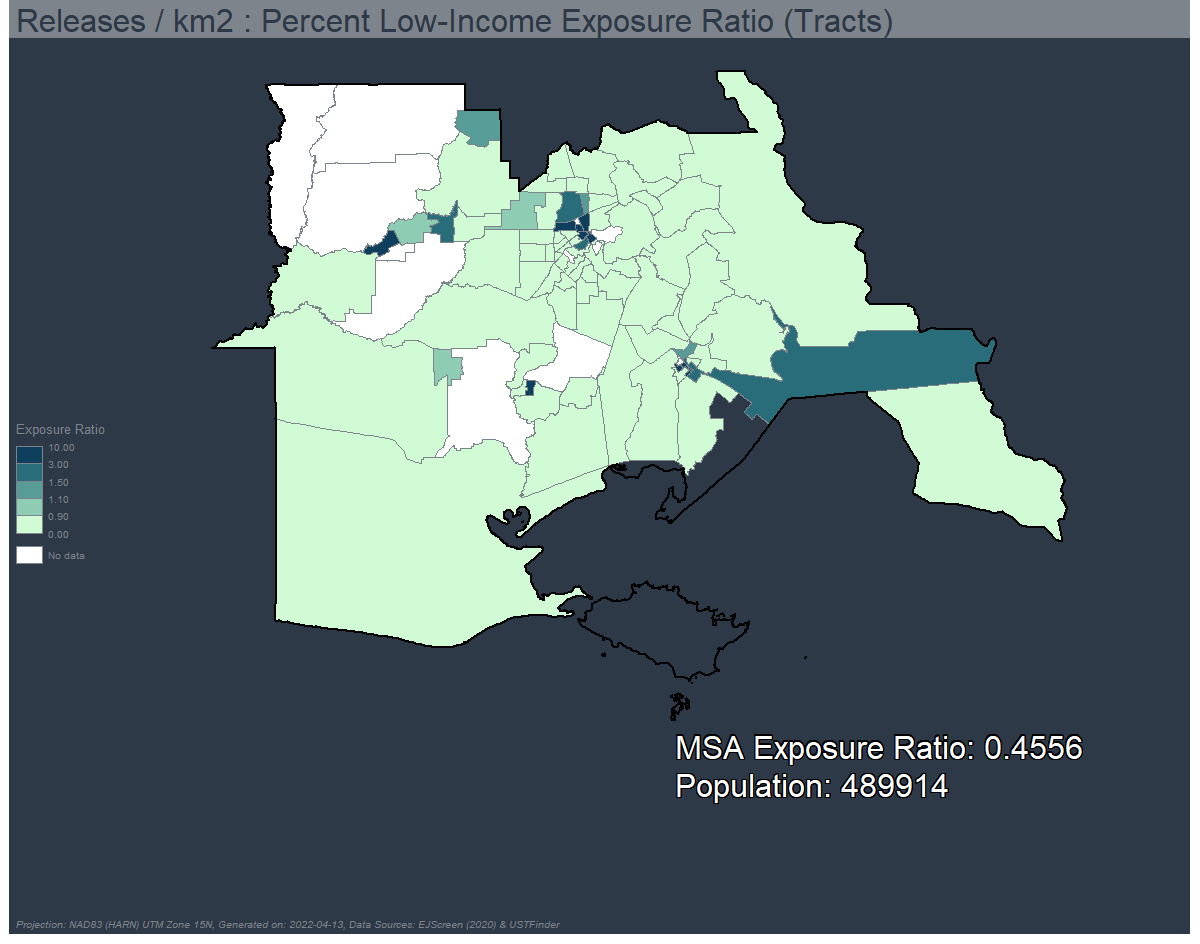 Releases / km2 : Percent Low-Income Exposure Ratio (Tracts)
Exposure Ratio
10.00
3.00
1.50
1.10
0.90
0.00
No data
MSA Exposure Ratio: 0.4556
Population: 489914
Projection: NAD83 (HARN) UTM Zone 15N, Generated on: 2022-04-13, Data Sources: EJScreen (2020) & USTFinder